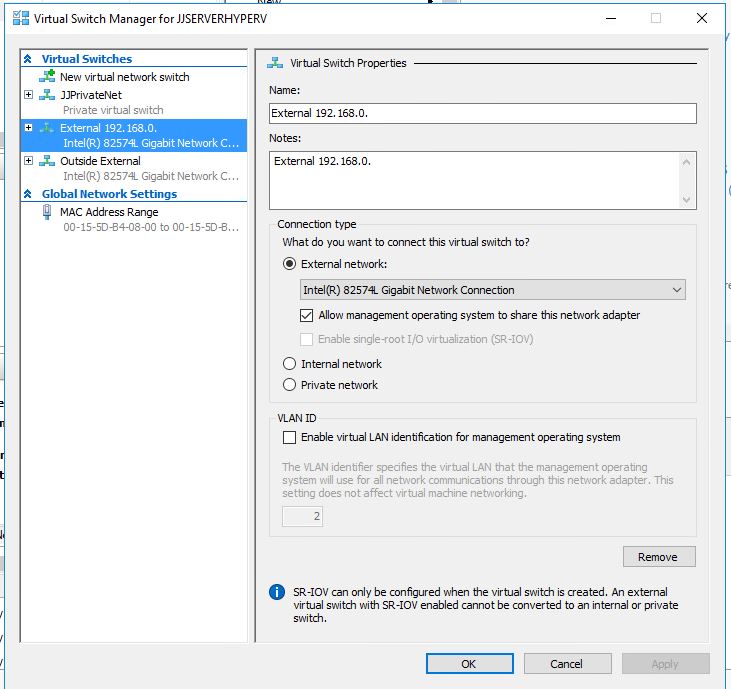 New
Virtual Switch Manager for JJSERVERHYPERV
Virtual Switches
New virtual network switch
JJPrivateNet
Private virtual switch
External 192.168.0.
Intel(R) 82574L Gigabit Network C...
Outside External
Intel(R) 82574L Gigabit Network C...
Global Network Settings
MAC Address Range
00-15-5D-B4-08-00 to 00-15-5D-B...
Virtual Switch Properties
Name:
External 192.168.0.
Notes:
External 192.168.0.
Connection type
What do you want to connect this virtual switch to?
External network:
Intel(R) 82574L Gigabit Network Connection
Allow management operating system to share this network adapter
Enable single-root I/O virtualization (SR-IOV)
Internal network
Private network
VLAN ID
Enable virtual LAN identification for management operating system
The VLAN identifier specifies the virtual LAN that the management operating
system will use for all network communications through this network adapter. This
setting does not affect virtual machine networking.
2
Remove
SR-IOV can only be configured when the virtual switch is created. An external
virtual switch with SR-IOV enabled cannot be converted to an internal or private
switch.
OK
Cancel
Apply